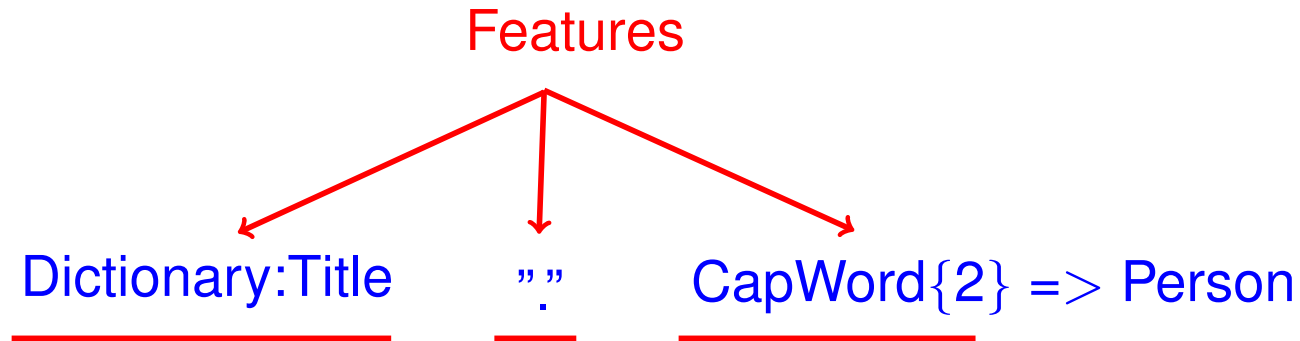 Features
Dictionary:Title ”.” CapWord{2} => Person